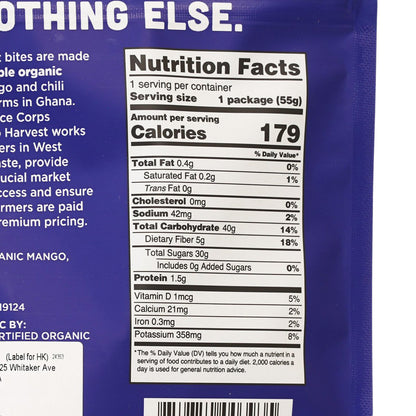 OTHING ELSE.
t bites are made
ble organic
go and chili
rms in Ghana.
ce Corps
o Harvest works
ers in West
aste, provide
ucial market
ccess and ensure
rmers are paid
remium pricing.
ANIC MANGO,
19124
C BY:
ERTIFIED ORGANIC
(Label for HK)
25 Whitaker Ave
A
Nutrition Facts
1 serving per container
Serving size 1 package (55g)
Amount per serving
Calories 179
% Daily Value*
Total Fat 0.4g 0%
Saturated Fat 0.2g 1%
Trans Fat 0g
Cholesterol 0mg 0%
Sodium 42mg 2%
Total Carbohydrate 40g 14%
Dietary Fiber 5g 18%
Total Sugars 30g
Includes 0g Added Sugars 0%
Protein 1.5g
Vitamin D 1mcg 5%
Calcium 21mg 2%
Iron 0.3mg 2%
Potassium 358mg 8%
*The % Daily Value (DV) tells you how much a nutrient in a
serving of food contributes to a daily diet. 2,000 calories a
day is used for general nutrition advice.